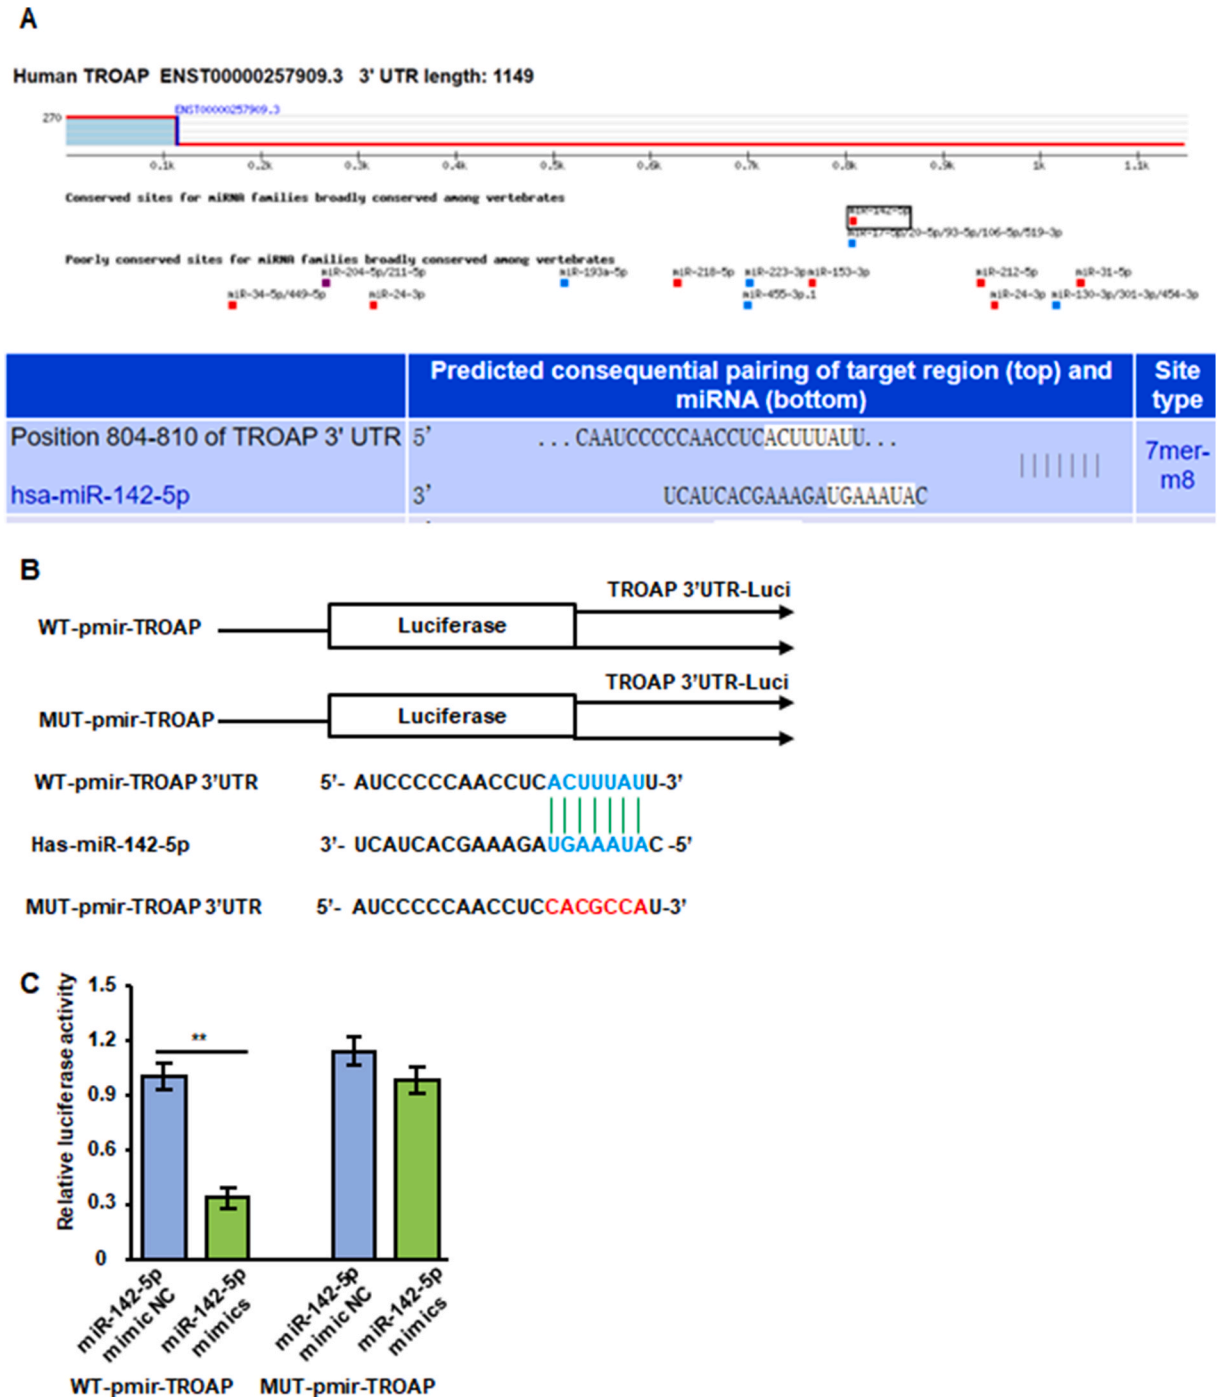 A
Human TROAP ENST00000257909.3 3' UTR length: 1149
ENST00000257909.3
270
0.1k 0.2k 0.3k 0.4k 0.5k 0.6k 0.7k 0.8k 0.9k 1k 1.1k
Conserved sites for miRNA families broadly conserved among vertebrates
miR-142-5p
miR-17-5p/20-5p/93-5p/106-5p/519-3p
Poorly conserved sites for miRNA families broadly conserved among vertebrates
miR-204-5p/211-5p miR-193a-5p miR-218-5p miR-223-3p miR-153-3p miR-212-5p miR-31-5p
miR-34-5p/449-5p miR-24-3p miR-455-3p.1 miR-24-3p miR-130-3p/301-3p/454-3p
Predicted consequential pairing of target region (top) and miRNA (bottom)
Site type
Position 804-810 of TROAP 3' UTR 5' ...CAAUCCCCCAACCUCACUUUAUU...
7mer-m8
hsa-miR-142-5p 3' UCAUCACGAAAGAUGAAAUAC
B
TROAP 3'UTR-Luci
WT-pmir-TROAP Luciferase
TROAP 3'UTR-Luci
MUT-pmir-TROAP Luciferase
WT-pmir-TROAP 3'UTR 5'- AUCCCCCAACCUCACUUUAUU-3'
Has-miR-142-5p 3'- UCAUCACGAAAGAUGAAAUAC -5'
MUT-pmir-TROAP 3'UTR 5'- AUCCCCCAACCUCCACGCCAU-3'
C
Relative luciferase activity
1.5
1.2
0.9
0.6
0.3
0
**
miR-142-5p mimic NC
miR-142-5p mimics
miR-142-5p mimic NC
miR-142-5p mimics
WT-pmir-TROAP MUT-pmir-TROAP